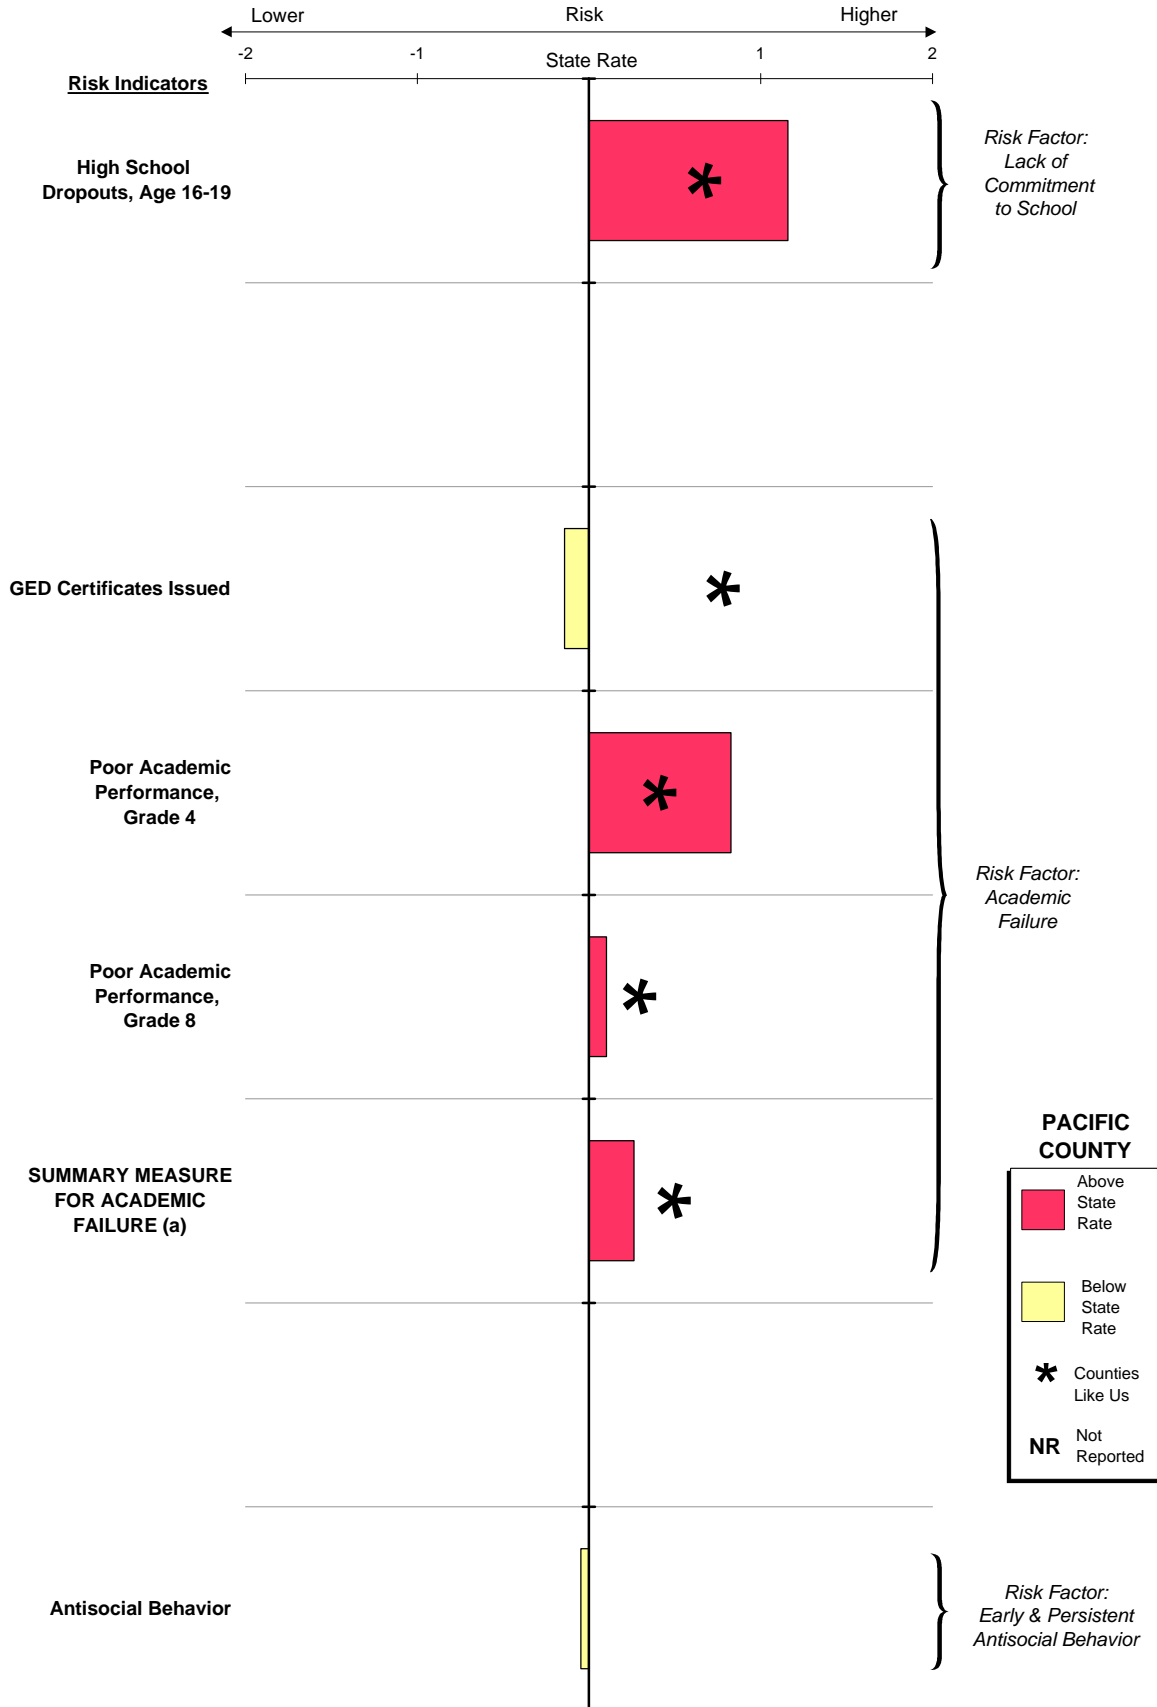 Lower Risk Higher
-2 -1 State Rate 1 2
Risk Indicators
High School
Dropouts, Age 16-19
Risk Factor:
Lack of
Commitment
to School
GED Certificates Issued
Poor Academic
Performance,
Grade 4
Risk Factor:
Academic
Failure
Poor Academic
Performance,
Grade 8
SUMMARY MEASURE
FOR ACADEMIC
FAILURE (a)
PACIFIC
COUNTY
Above
State
Rate
Below
State
Rate
* Counties
Like Us
NR Not
Reported
Antisocial Behavior
Risk Factor:
Early & Persistent
Antisocial Behavior